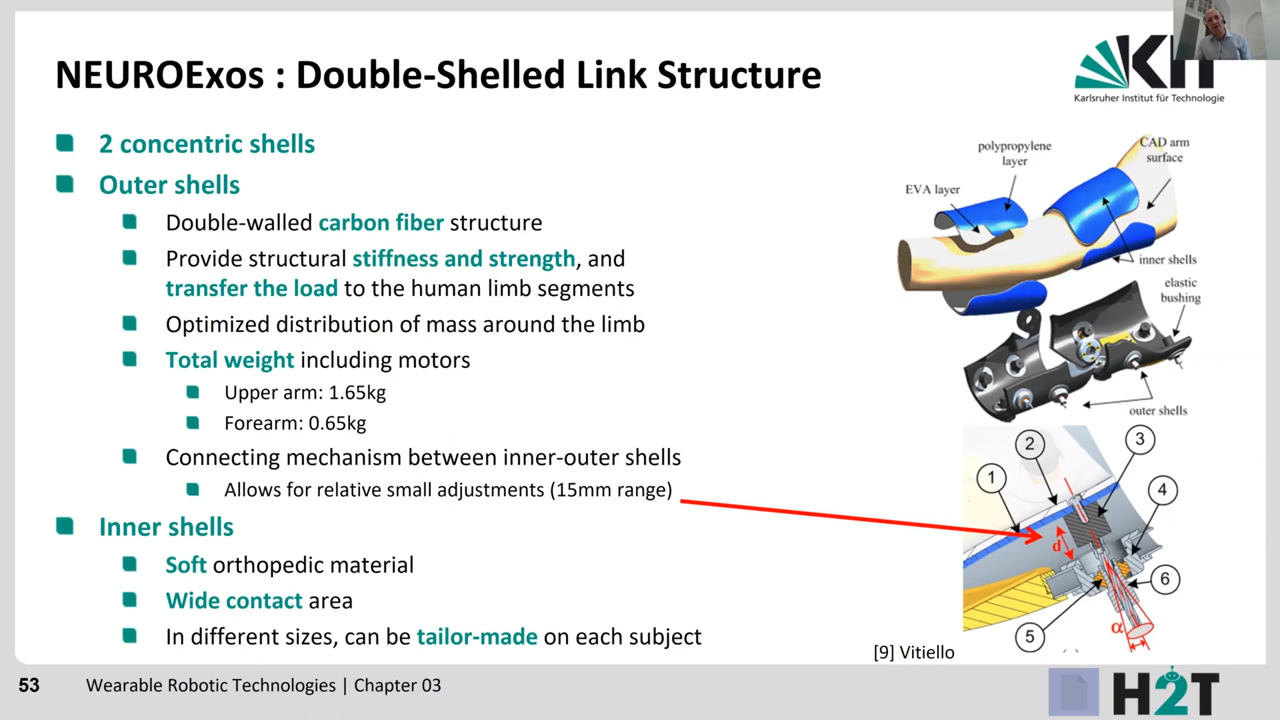 NEUROExos : Double-Shelled Link Structure
KIT
Karlsruher Institut für Technologie
2 concentric shells
Outer shells
Double-walled carbon fiber structure
Provide structural stiffness and strength, and
transfer the load to the human limb segments
Optimized distribution of mass around the limb
Total weight including motors
Upper arm: 1.65kg
Forearm: 0.65kg
Connecting mechanism between inner-outer shells
Allows for relative small adjustments (15mm range)
Inner shells
Soft orthopedic material
Wide contact area
In different sizes, can be tailor-made on each subject
polypropylene
layer
CAD arm
surface
EVA layer
inner shells
elastic
bushing
outer shells
1
2
3
4
d
6
5
α
[9] Vitiello
53
Wearable Robotic Technologies | Chapter 03
H2T